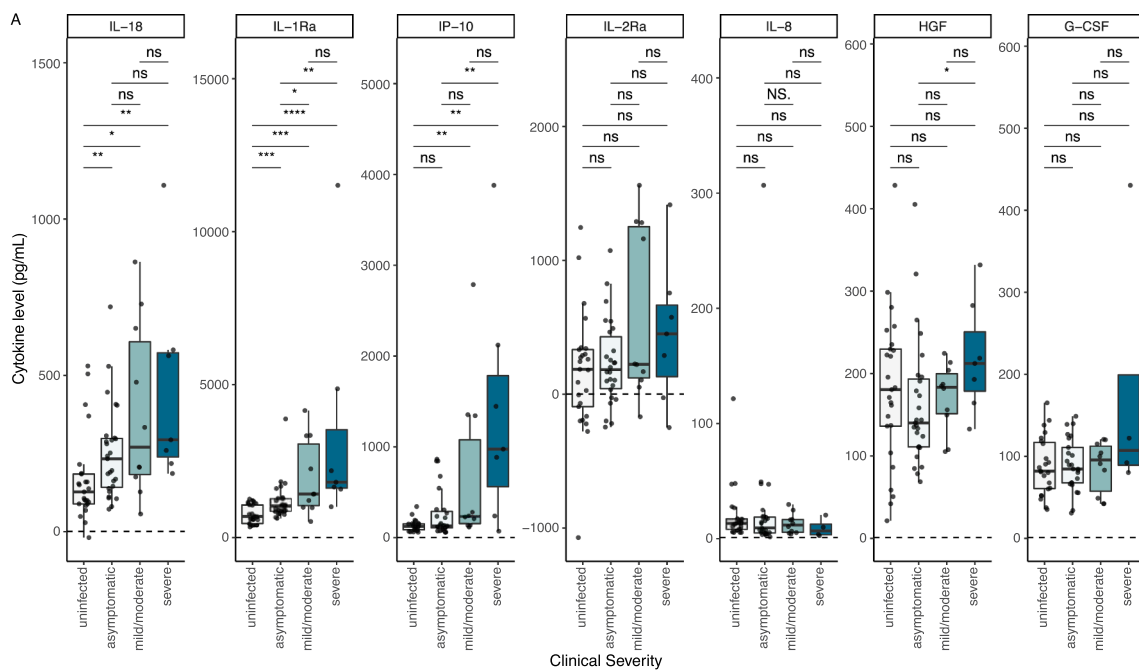 A
Cytokine level (pg/mL)
IL-18
ns
ns
ns
**
*
**
1500
1000
500
0
uninfected
asymptomatic
mild/moderate
severe
IL-1Ra
ns
**
*
****
***
***
15000
10000
5000
0
uninfected
asymptomatic
mild/moderate
severe
IP-10
ns
**
ns
**
**
ns
5000
4000
3000
2000
1000
0
uninfected
asymptomatic
mild/moderate
severe
IL-2Ra
ns
ns
ns
ns
ns
ns
2000
1000
0
−1000
uninfected
asymptomatic
mild/moderate
severe
IL-8
ns
ns
NS.
ns
ns
ns
400
300
200
100
0
uninfected
asymptomatic
mild/moderate
severe
HGF
ns
*
ns
ns
ns
ns
600
500
400
300
200
100
0
uninfected
asymptomatic
mild/moderate
severe
G-CSF
ns
ns
ns
ns
ns
ns
600
500
400
300
200
100
0
uninfected
asymptomatic
mild/moderate
severe
Clinical Severity